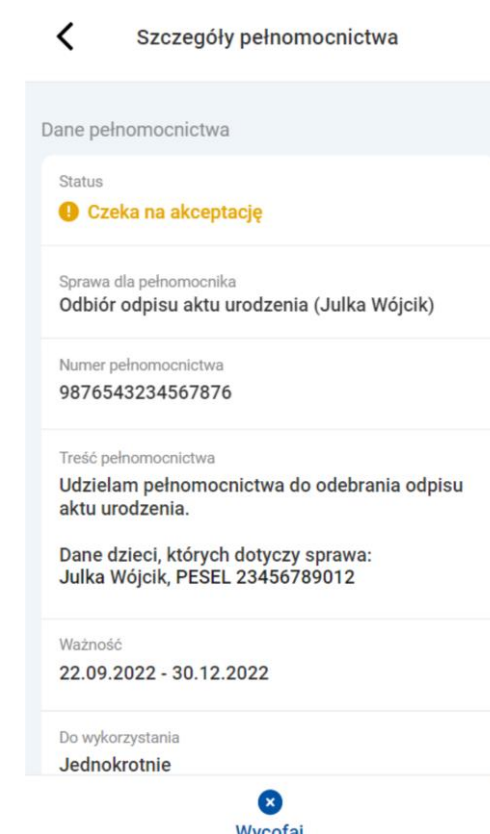 Szczegóły pełnomocnictwa
Dane pełnomocnictwa
Status
Czeka na akceptację
Sprawa dla pełnomocnika
Odbiór odpisu aktu urodzenia (Julka Wójcik)
Numer pełnomocnictwa
9876543234567876
Treść pełnomocnictwa
Udzielam pełnomocnictwa do odebrania odpisu
aktu urodzenia.
Dane dzieci, których dotyczy sprawa:
Julka Wójcik, PESEL 23456789012
Ważność
22.09.2022 - 30.12.2022
Do wykorzystania
Jednokrotnie
Wycofaj